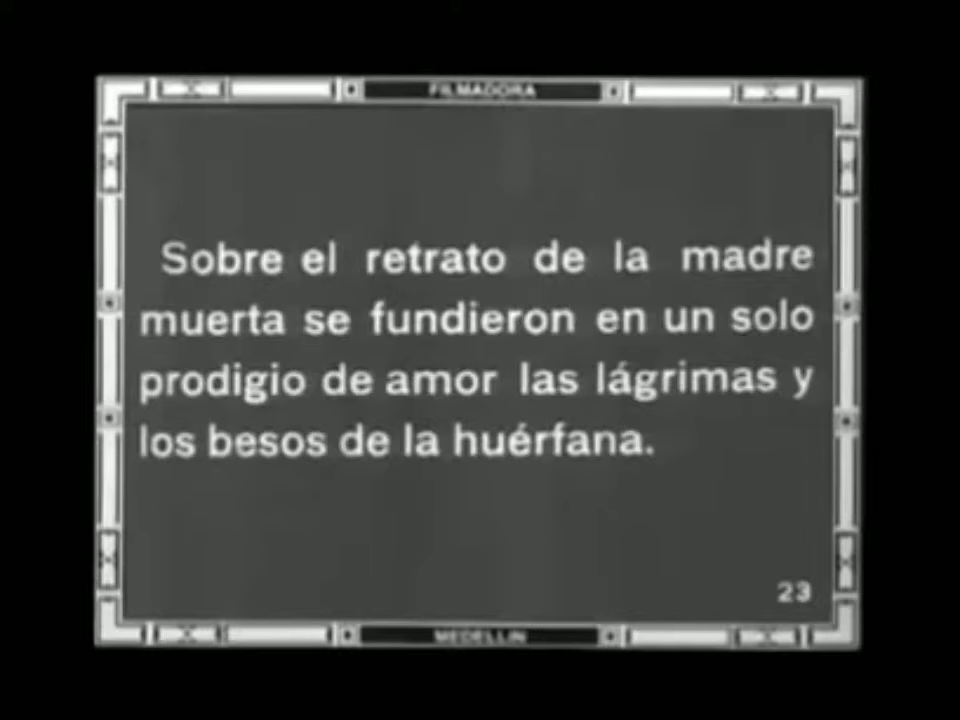 FILMADORA
Sobre el retrato de la madre
muerta se fundieron en un solo
prodigio de amor las lágrimas y
los besos de la huérfana.
23
MEDELLIN